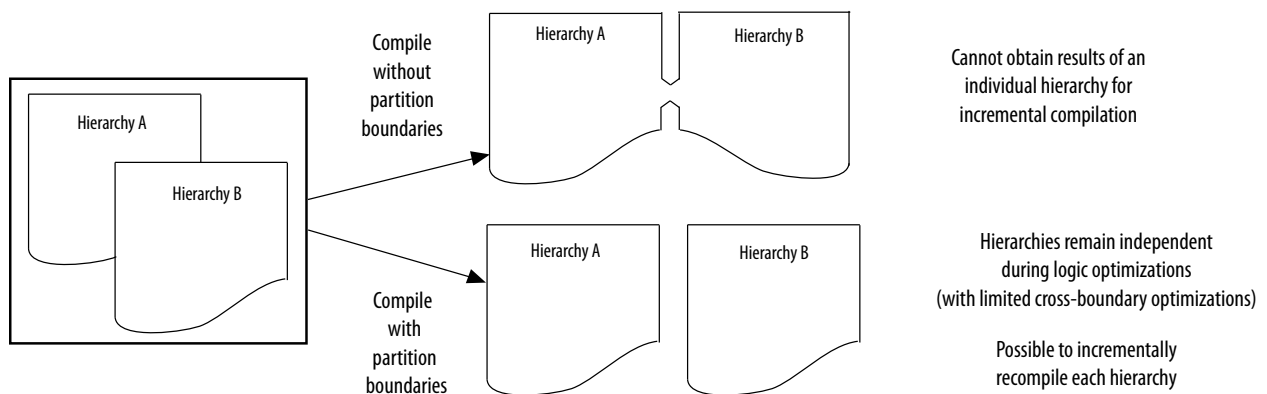 Hierarchy A
Hierarchy B
Compile
without
partition
boundaries
Hierarchy A
Hierarchy B
Cannot obtain results of an
individual hierarchy for
incremental compilation
Compile
with
partition
boundaries
Hierarchy A
Hierarchy B
Hierarchies remain independent
during logic optimizations
(with limited cross-boundary optimizations)
Possible to incrementally
recompile each hierarchy